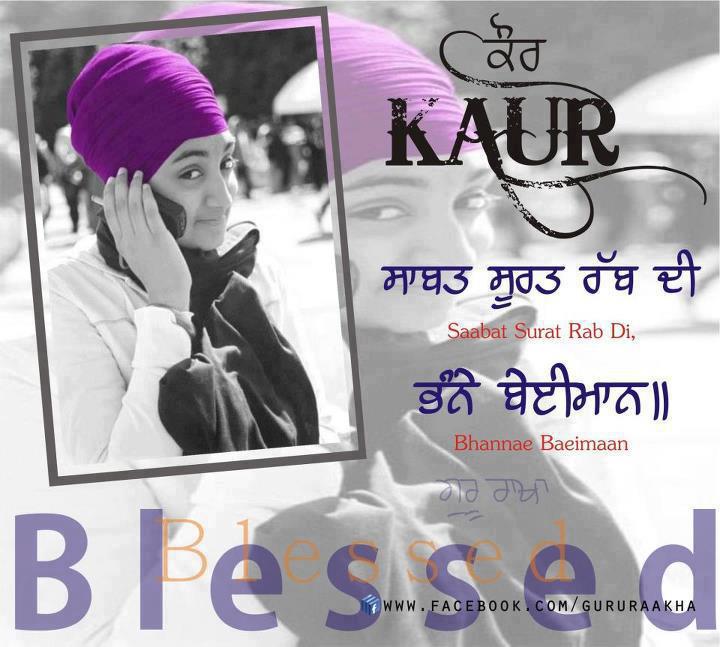 ਕੌਰ
KAUR
ਸਾਬਤ ਸੂਰਤ ਰੱਬ ਦੀ
Saabat Surat Rab Di,
ਭੰਨੇ ਬੇਈਮਾਨ॥
Bhannae Baeimaan
ਗੁਰੂ ਰਾਖਾ
Blessed
Blessed
WWW.FACEBOOK.COM/GURURAAKHA